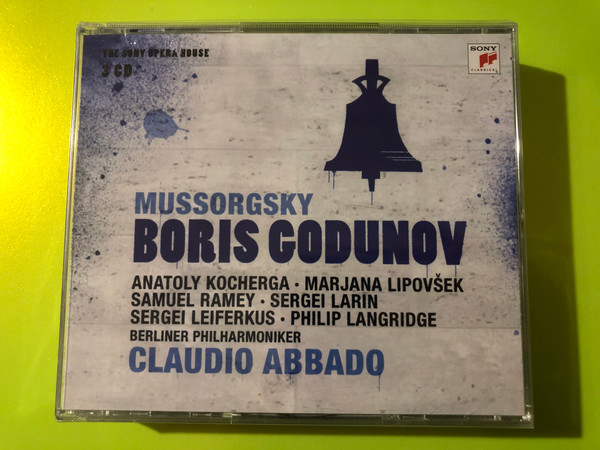 THE SONY OPERA HOUSE
3 CD
SONY
CLASSICAL
MUSSORGSKY
BORIS GODUNOV
ANATOLY KOCHERGA · MARJANA LIPOVŠEK
SAMUEL RAMEY · SERGEI LARIN
SERGEI LEIFERKUS · PHILIP LANGRIDGE
BERLINER PHILHARMONIKER
CLAUDIO ABBADO